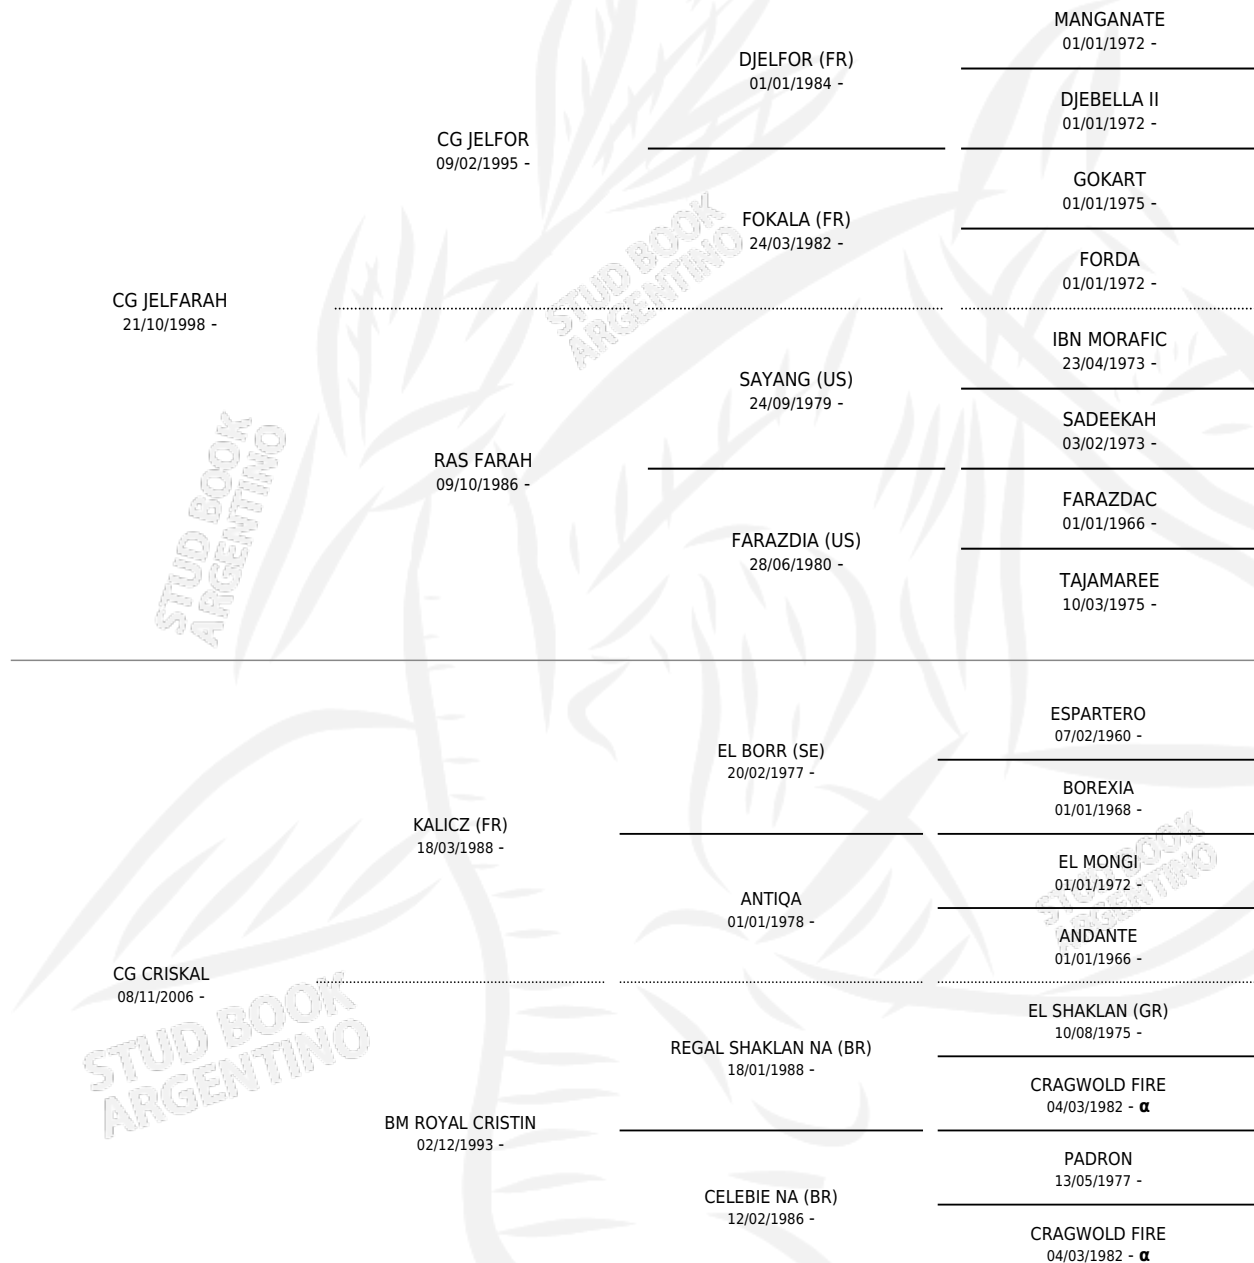 MANGANATE
01/01/1972 -
DJELFOR (FR)
01/01/1984 -
DJEBELLA II
01/01/1972 -
CG JELFOR
09/02/1995 -
GOKART
01/01/1975 -
FOKALA (FR)
24/03/1982 -
FORDA
01/01/1972 -
CG JELFARAH
21/10/1998 -
IBN MORAFIC
23/04/1973 -
SAYANG (US)
24/09/1979 -
SADEEKAH
03/02/1973 -
RAS FARAH
09/10/1986 -
FARAZDAC
01/01/1966 -
FARAZDIA (US)
28/06/1980 -
TAJAMAREE
10/03/1975 -
STUD BOOK
ARGENTINO
STUD BOOK
ARGENTINO
ESPARTERO
07/02/1960 -
EL BORR (SE)
20/02/1977 -
BOREXIA
01/01/1968 -
KALICZ (FR)
18/03/1988 -
EL MONGI
01/01/1972 -
ANTIQA
01/01/1978 -
ANDANTE
01/01/1966 -
CG CRISKAL
08/11/2006 -
EL SHAKLAN (GR)
10/08/1975 -
REGAL SHAKLAN NA (BR)
18/01/1988 -
CRAGWOLD FIRE
04/03/1982 - α
BM ROYAL CRISTIN
02/12/1993 -
PADRON
13/05/1977 -
CELEBIE NA (BR)
12/02/1986 -
CRAGWOLD FIRE
04/03/1982 - α
STUD BOOK
ARGENTINO
STUD BOOK
ARGENTINO